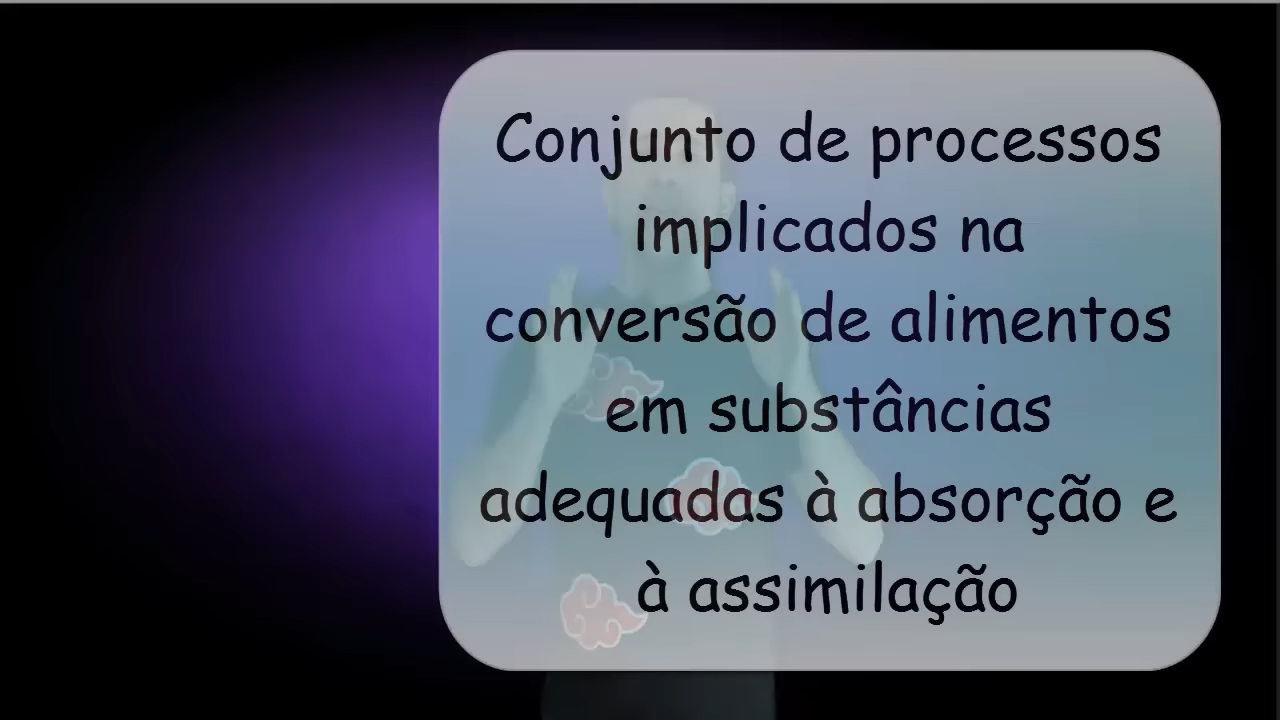 Conjunto de processos
implicados na
conversão de alimentos
em substâncias
adequadas à absorção e
à assimilação